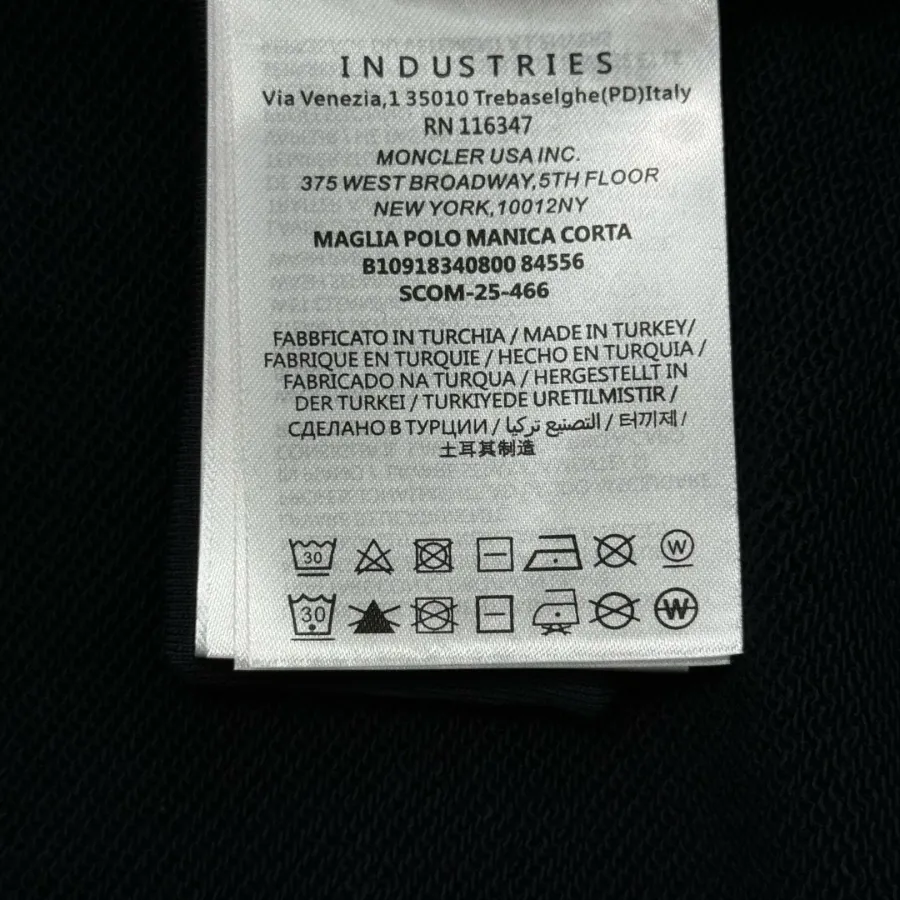 INDUSTRIES
Via Venezia,1 35010 Trebaselghe(PD)Italy
RN 116347
MONCLER USA INC.
375 WEST BROADWAY,5TH FLOOR
NEW YORK,10012NY
MAGLIA POLO MANICA CORTA
B10918340800 84556
SCOM-25-466
FABBFICATO IN TURCHIA / MADE IN TURKEY/
FABRIQUE EN TURQUIE / HECHO EN TURQUIA /
FABRICADO NA TURQUA / HERGESTELLT IN
DER TURKEI / TURKIYEDE URETILMISTIR /
СДЕЛАНО В ТУРЦИИ / التصنيع تركيا / 터끼제 /
土耳其制造
30 W
30 W